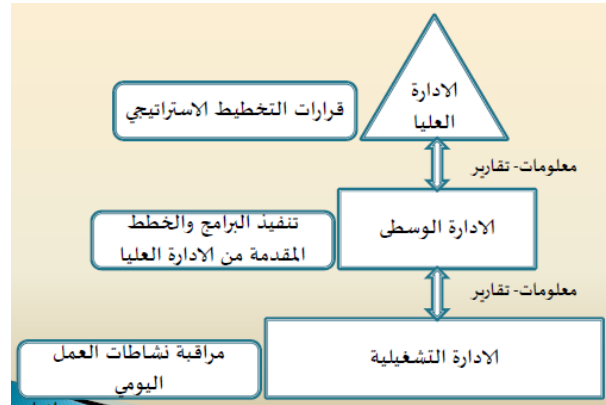 الادارة
العليا
قرارات التخطيط الاستراتيجي
معلومات- تقارير
الادارة الوسطى
تنفيذ البرامج والخطط
المقدمة من الادارة العليا
معلومات- تقارير
الادارة التشغيلية
مراقبة نشاطات العمل
اليومي